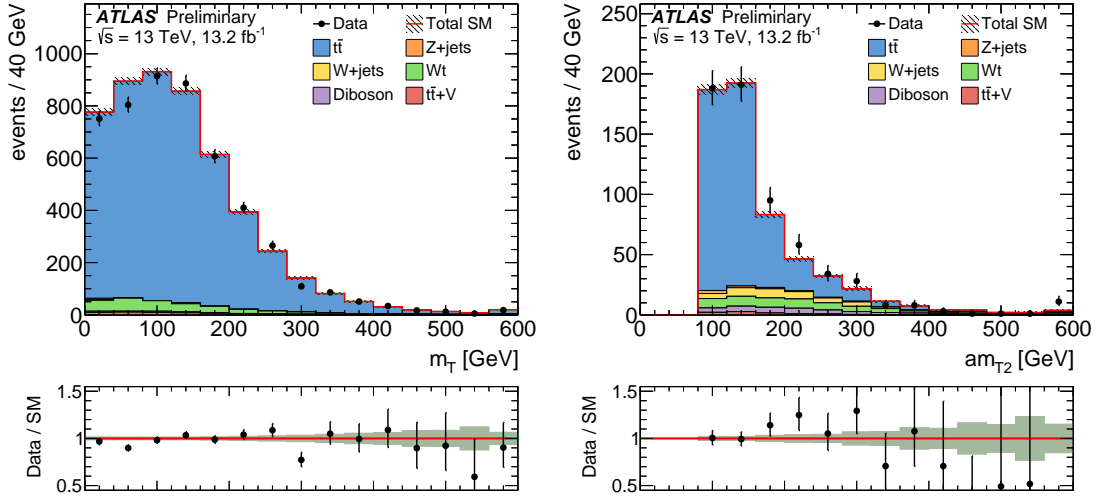 ATLAS Preliminary
√s = 13 TeV, 13.2 fb⁻¹
Data
Total SM
tt̄
Z+jets
W+jets
Wt
Diboson
tt̄+V
events / 40 GeV
1000
800
600
400
200
0
0 100 200 300 400 500 600
m_T [GeV]
Data / SM
1.5
1
0.5
ATLAS Preliminary
√s = 13 TeV, 13.2 fb⁻¹
Data
Total SM
tt̄
Z+jets
W+jets
Wt
Diboson
tt̄+V
events / 40 GeV
250
200
150
100
50
0
0 100 200 300 400 500 600
am_T2 [GeV]
Data / SM
1.5
1
0.5